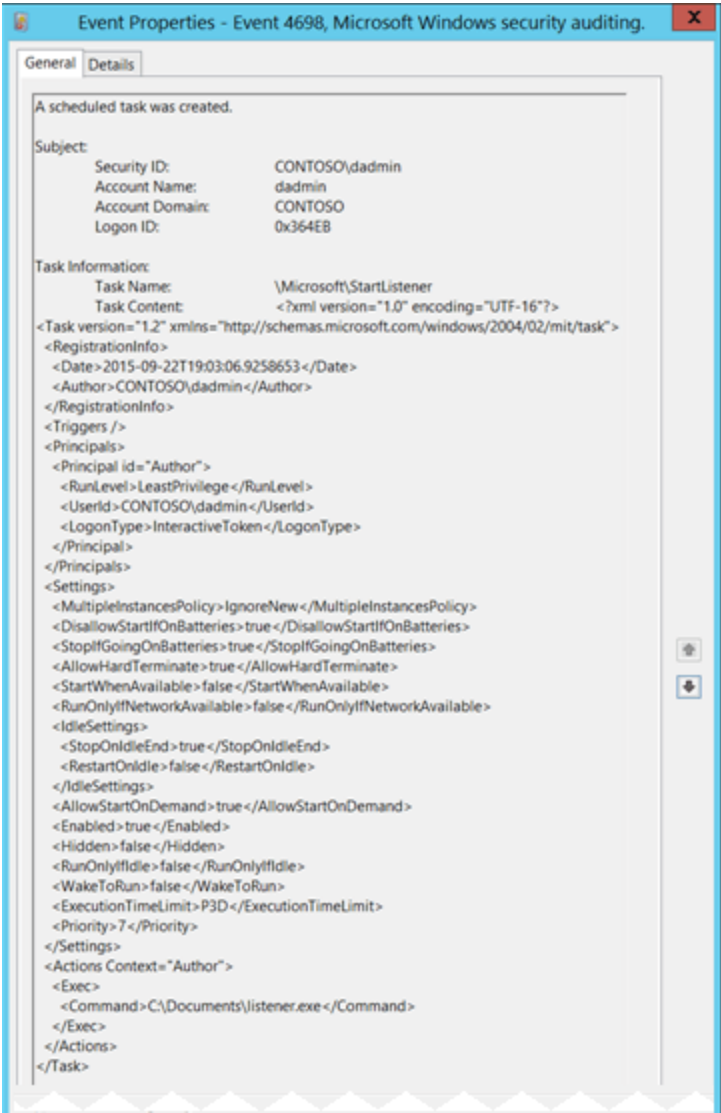 Event Properties - Event 4698, Microsoft Windows security auditing.
x
General Details
A scheduled task was created.
Subject:
Security ID: CONTOSO\dadmin
Account Name: dadmin
Account Domain: CONTOSO
Logon ID: 0x364EB
Task Information:
Task Name: \Microsoft\StartListener
Task Content: <?xml version="1.0" encoding="UTF-16"?>
<Task version="1.2" xmlns="http://schemas.microsoft.com/windows/2004/02/mit/task">
<RegistrationInfo>
<Date>2015-09-22T19:03:06.9258653</Date>
<Author>CONTOSO\dadmin</Author>
</RegistrationInfo>
<Triggers />
<Principals>
<Principal id="Author">
<RunLevel>LeastPrivilege</RunLevel>
<UserId>CONTOSO\dadmin</UserId>
<LogonType>InteractiveToken</LogonType>
</Principal>
</Principals>
<Settings>
<MultipleInstancesPolicy>IgnoreNew</MultipleInstancesPolicy>
<DisallowStartIfOnBatteries>true</DisallowStartIfOnBatteries>
<StopIfGoingOnBatteries>true</StopIfGoingOnBatteries>
<AllowHardTerminate>true</AllowHardTerminate>
<StartWhenAvailable>false</StartWhenAvailable>
<RunOnlyIfNetworkAvailable>false</RunOnlyIfNetworkAvailable>
<IdleSettings>
<StopOnIdleEnd>true</StopOnIdleEnd>
<RestartOnIdle>false</RestartOnIdle>
</IdleSettings>
<AllowStartOnDemand>true</AllowStartOnDemand>
<Enabled>true</Enabled>
<Hidden>false</Hidden>
<RunOnlyIfIdle>false</RunOnlyIfIdle>
<WakeToRun>false</WakeToRun>
<ExecutionTimeLimit>P3D</ExecutionTimeLimit>
<Priority>7</Priority>
</Settings>
<Actions Context="Author">
<Exec>
<Command>C:\Documents\listener.exe</Command>
</Exec>
</Actions>
</Task>